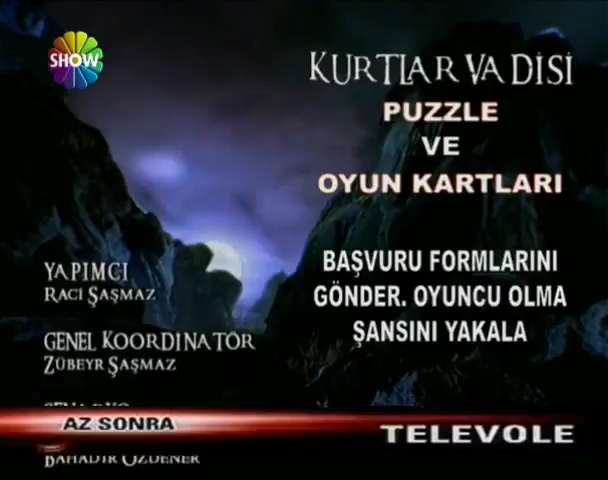 SHOW
KURTLAR VADİSİ
PUZZLE
VE
OYUN KARTLARI
BAŞVURU FORMLARINI
GÖNDER. OYUNCU OLMA
ŞANSINI YAKALA
YAPIMCI
RACİ ŞAŞMAZ
GENEL KOORDİNATÖR
ZÜBEYR ŞAŞMAZ
AZ SONRA
TELEVOLE
BAHADIR ÖZDENER